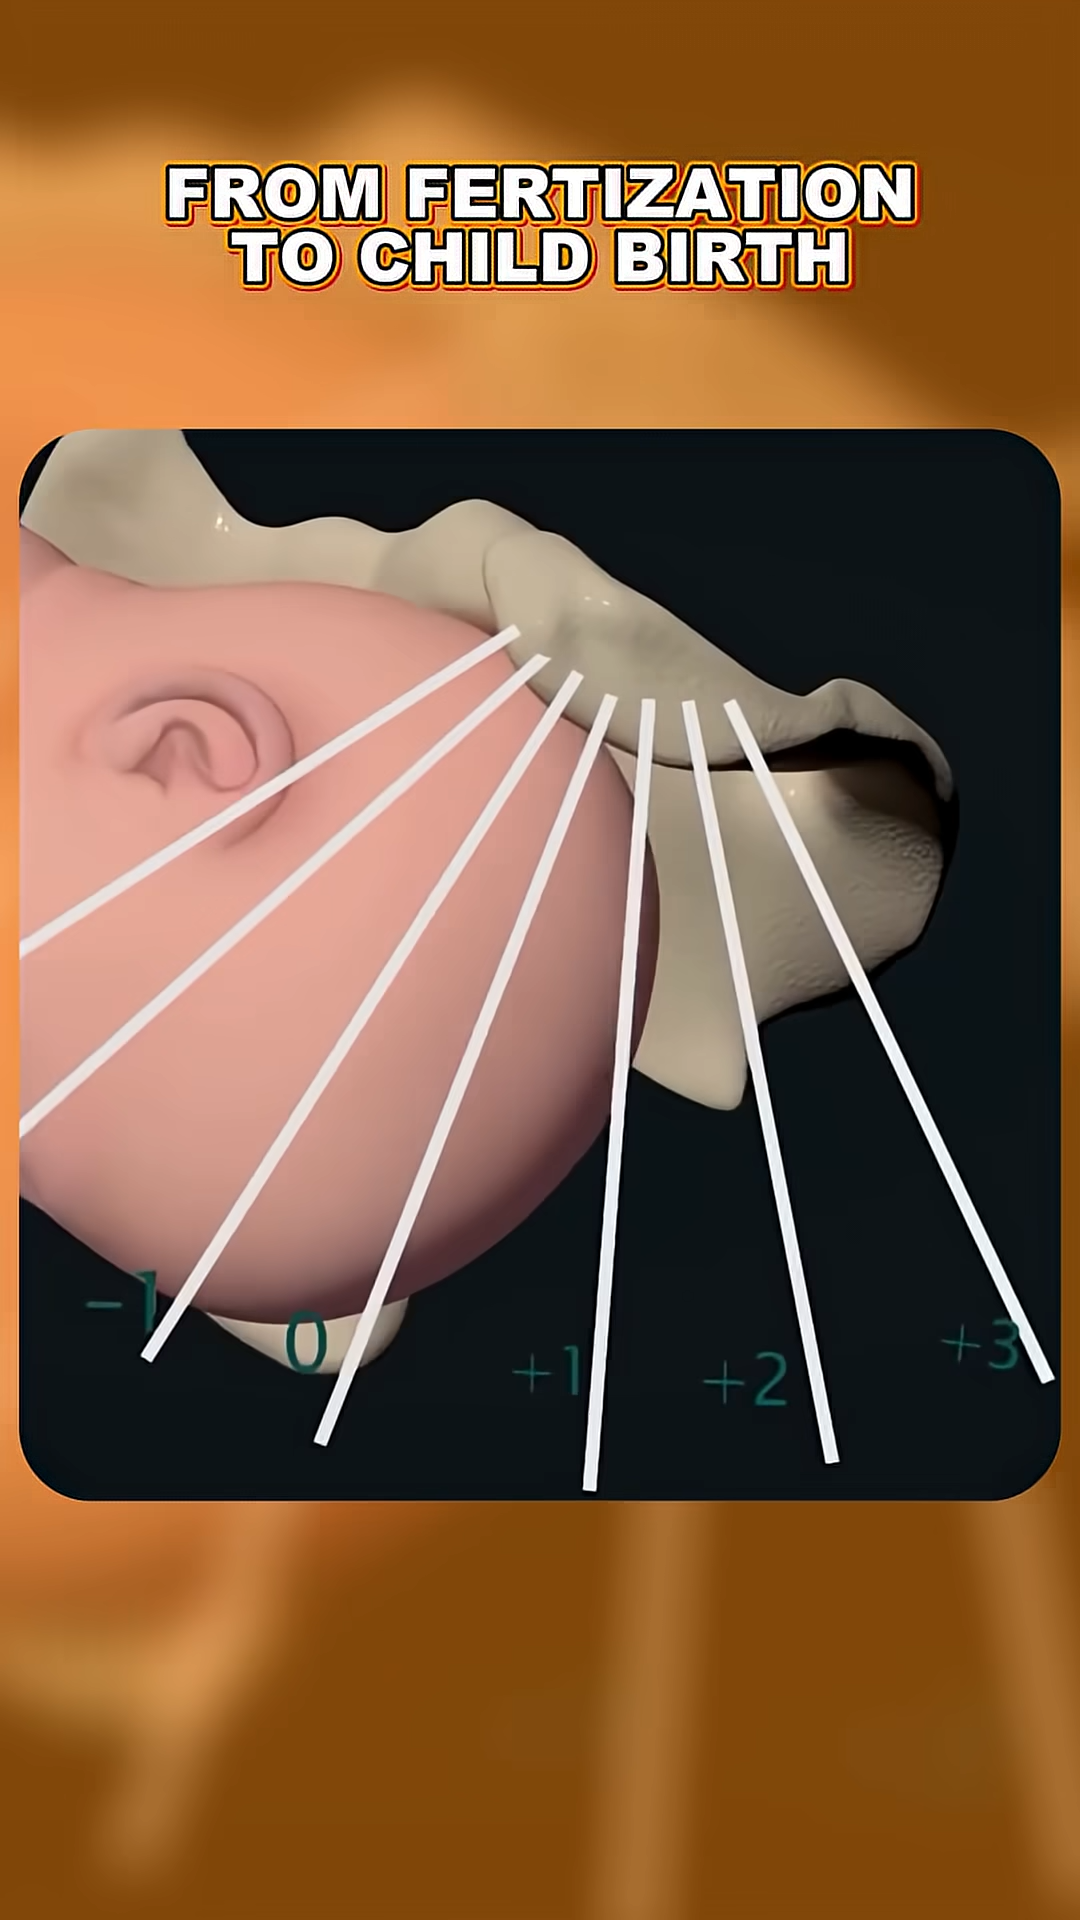 FROM FERTIZATION
TO CHILD BIRTH
-1
0
+1
+2
+3